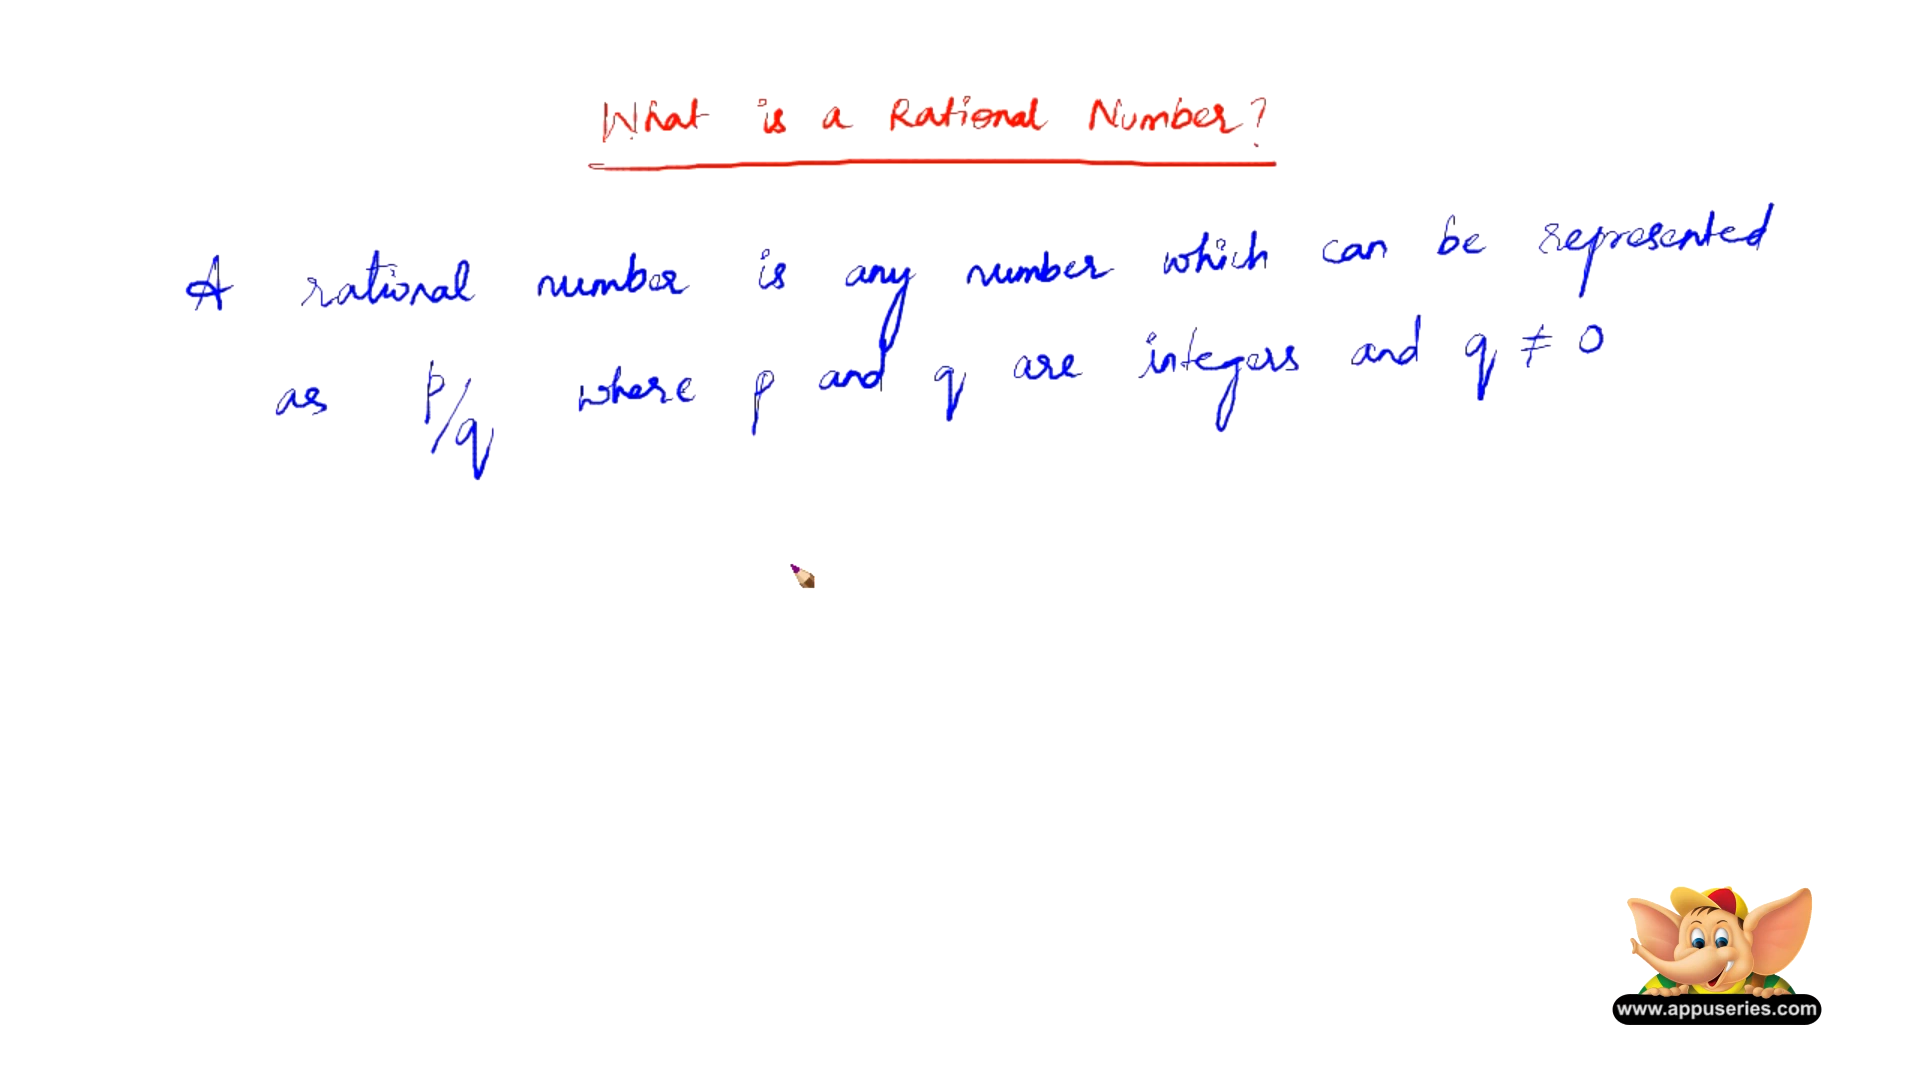 What is a Rational Number?
A rational number is any number which can be represented
as p/q where p and q are integers and q ≠ 0
www.appuseries.com